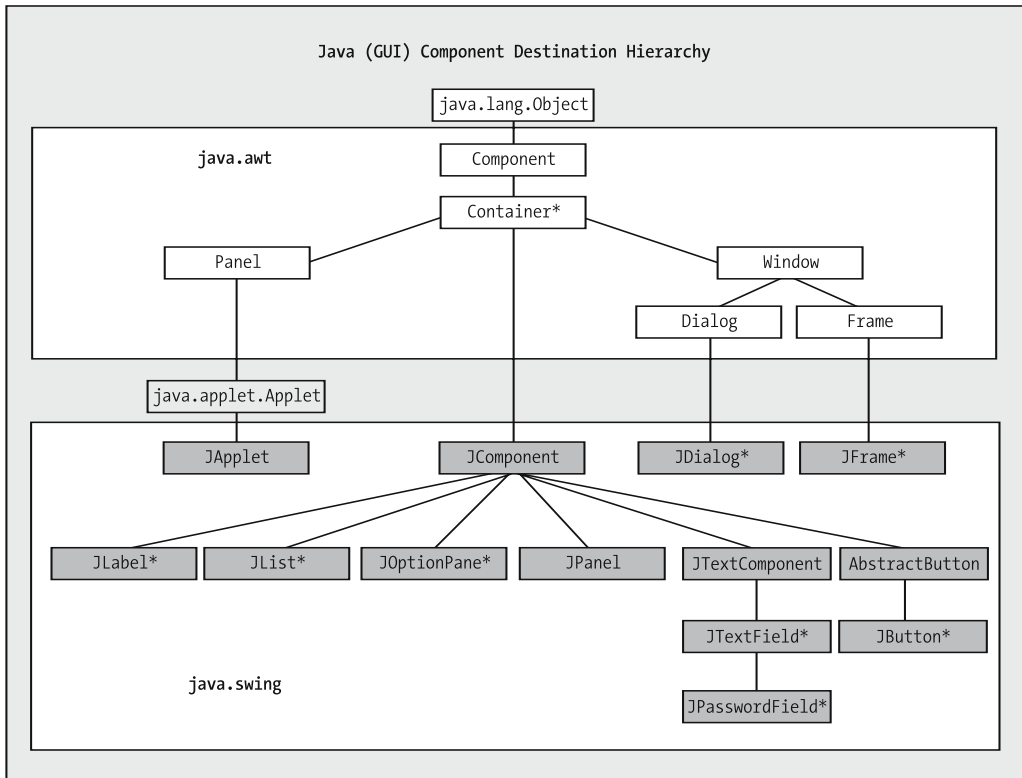 Java (GUI) Component Destination Hierarchy
java.lang.Object
java.awt
Component
Container*
Panel
Window
Dialog
Frame
java.applet.Applet
JApplet
JComponent
JDialog*
JFrame*
JLabel*
JList*
JOptionPane*
JPanel
JTextComponent
AbstractButton
JTextField*
JButton*
java.swing
JPasswordField*